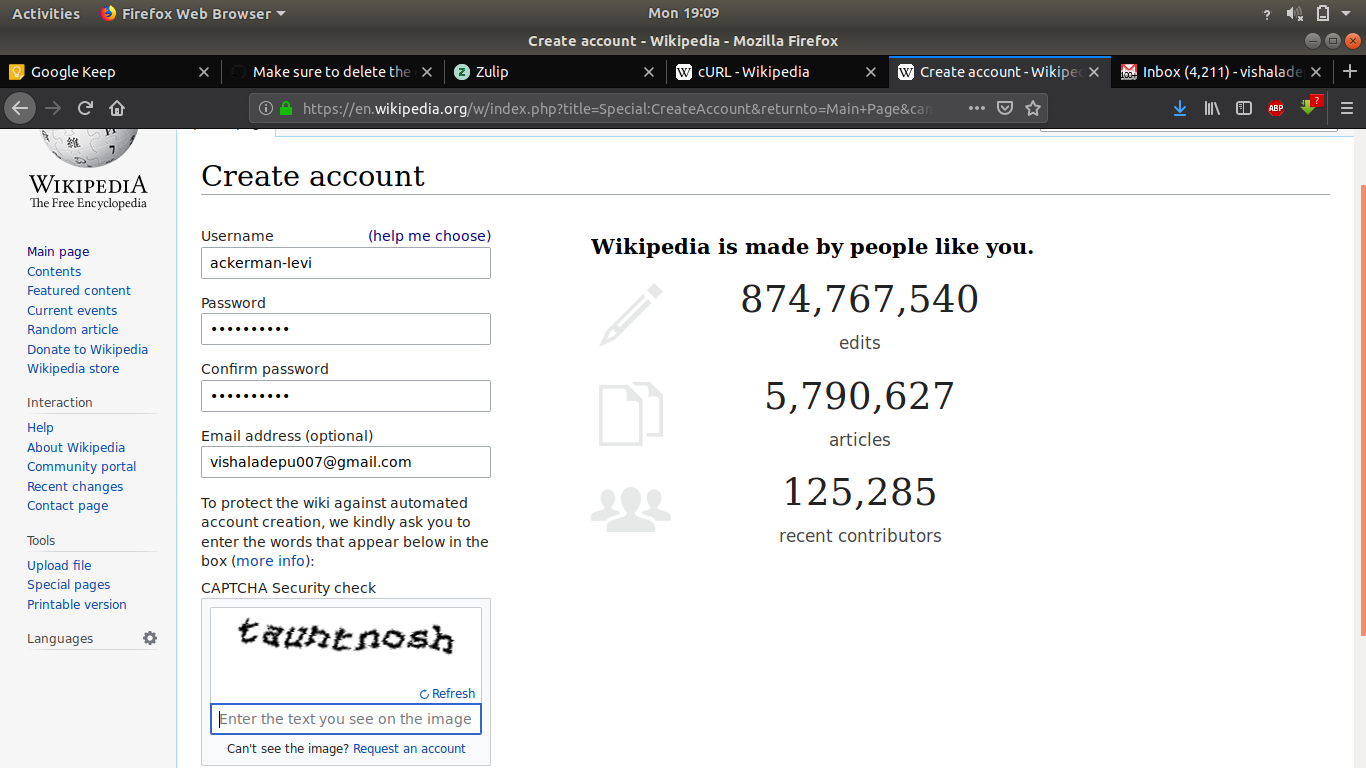 Activities Firefox Web Browser Mon 19:09
Create account - Wikipedia - Mozilla Firefox
Google Keep Make sure to delete the Zulip cURL - Wikipedia Create account - Wikiped Inbox (4,211) - vishalade
https://en.wikipedia.org/w/index.php?title=Special:CreateAccount&returnto=Main+Page&can ABP
WIKIPEDIA
The Free Encyclopedia
Main page
Contents
Featured content
Current events
Random article
Donate to Wikipedia
Wikipedia store
Interaction
Help
About Wikipedia
Community portal
Recent changes
Contact page
Tools
Upload file
Special pages
Printable version
Languages
Create account
Username (help me choose)
ackerman-levi
Password
••••••••••
Confirm password
••••••••••
Email address (optional)
vishaladepu007@gmail.com
To protect the wiki against automated
account creation, we kindly ask you to
enter the words that appear below in the
box (more info):
CAPTCHA Security check
Refresh
Enter the text you see on the image
Can't see the image? Request an account
Wikipedia is made by people like you.
874,767,540
edits
5,790,627
articles
125,285
recent contributors